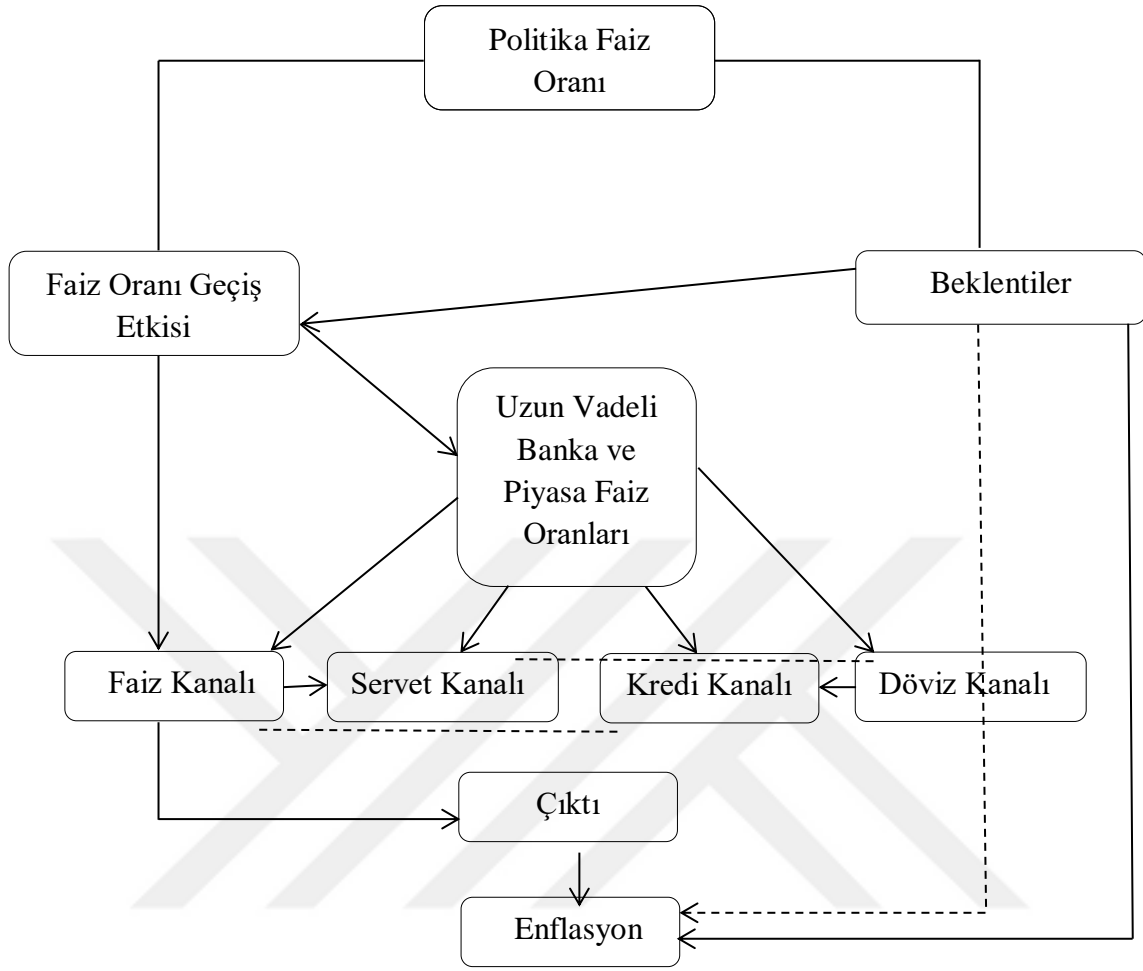 Politika Faiz
Oranı
Faiz Oranı Geçiş
Etkisi
Beklentiler
Uzun Vadeli
Banka ve
Piyasa Faiz
Oranları
Faiz Kanalı
Servet Kanalı
Kredi Kanalı
Döviz Kanalı
Çıktı
Enflasyon